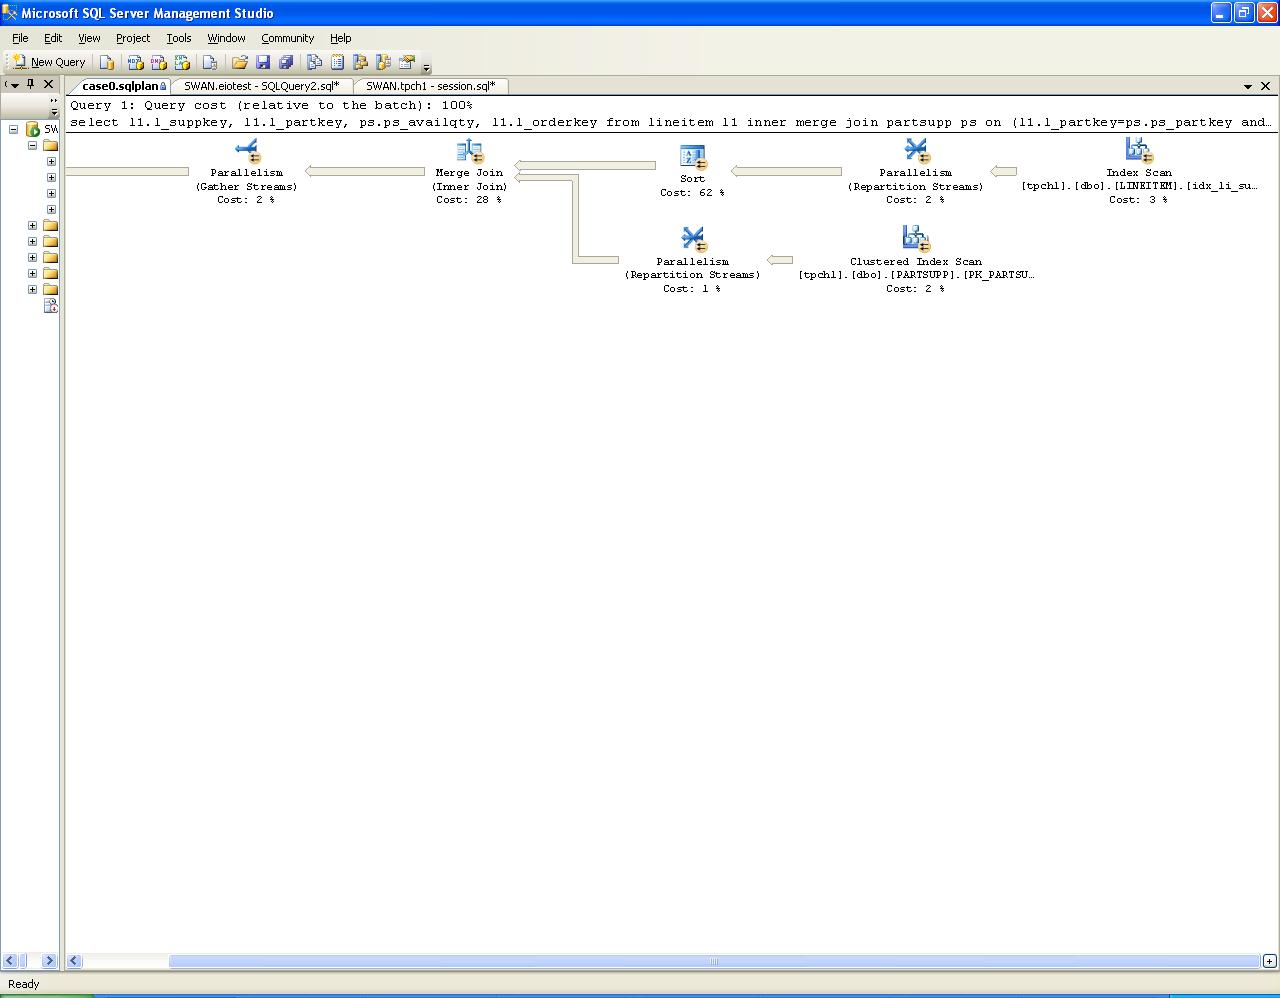 Microsoft SQL Server Management Studio
File Edit View Project Tools Window Community Help
New Query
case0.sqlplan SWAN.eiotest - SQLQuery2.sql* SWAN.tpch1 - session.sql*
Query 1: Query cost (relative to the batch): 100%
select l1.l_suppkey, l1.l_partkey, ps.ps_availqty, l1.l_orderkey from lineitem l1 inner merge join partsupp ps on (l1.l_partkey=ps.ps_partkey and…
SW
Parallelism
(Gather Streams)
Cost: 2 %
Merge Join
(Inner Join)
Cost: 28 %
Sort
Cost: 62 %
Parallelism
(Repartition Streams)
Cost: 2 %
Index Scan
[tpch1].[dbo].[LINEITEM].[idx_li_su…
Cost: 3 %
Parallelism
(Repartition Streams)
Cost: 1 %
Clustered Index Scan
[tpch1].[dbo].[PARTSUPP].[PK_PARTSU…
Cost: 2 %
Ready